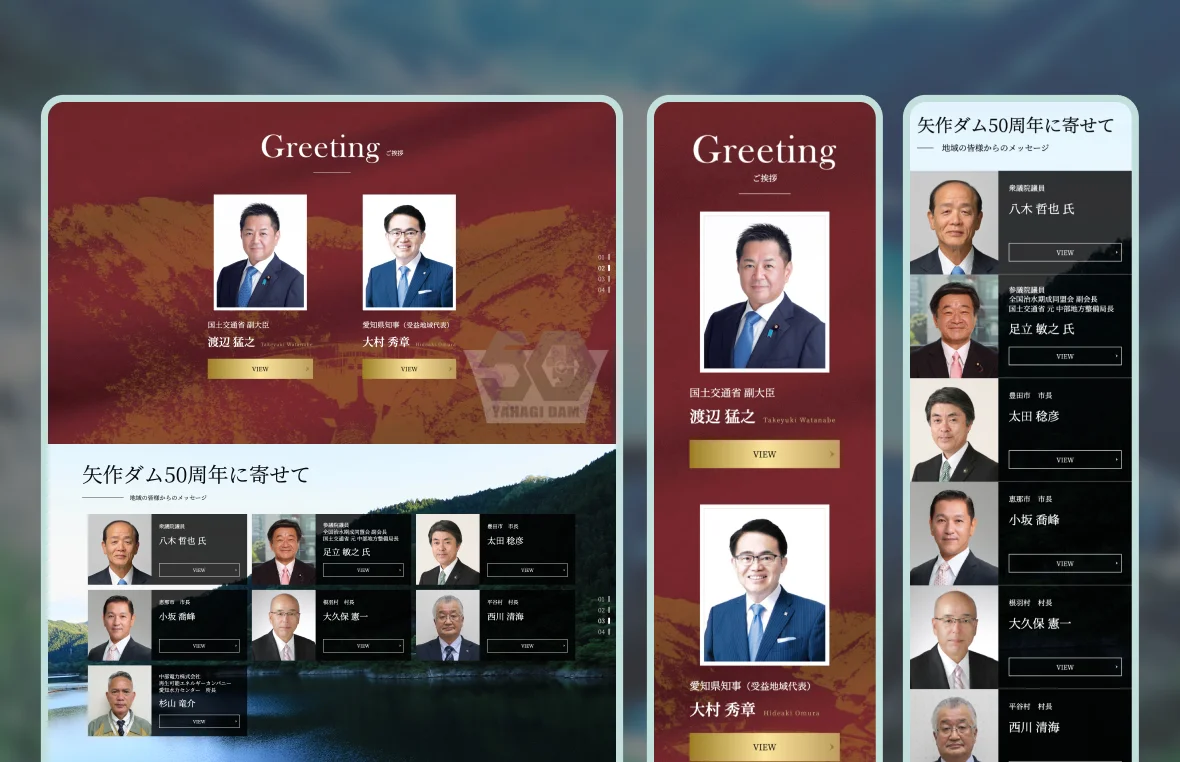 Greeting ご挨拶
国土交通省 副大臣
渡辺 猛之 Takeyuki Watanabe
VIEW
愛知県知事（受益地域代表）
大村 秀章 Hideaki Omura
VIEW
01
02
03
04
YAHAGI DAM
矢作ダム50周年に寄せて
地域の皆様からのメッセージ
衆議院議員
八木 哲也 氏
VIEW
参議院議員
全国治水期成同盟会 副会長
国土交通省 元 中部地方整備局長
足立 敏之 氏
VIEW
豊田市 市長
太田 稔彦
VIEW
恵那市 市長
小坂 喬峰
VIEW
根羽村 村長
大久保 憲一
VIEW
平谷村 村長
西川 清海
VIEW
中部電力株式会社
再生可能エネルギーカンパニー
愛知水力センター 所長
杉山 竜介
VIEW
01
02
03
04
Greeting
ご挨拶
国土交通省 副大臣
渡辺 猛之 Takeyuki Watanabe
VIEW
愛知県知事（受益地域代表）
大村 秀章 Hideaki Omura
VIEW
矢作ダム50周年に寄せて
地域の皆様からのメッセージ
衆議院議員
八木 哲也 氏
VIEW
参議院議員
全国治水期成同盟会 副会長
国土交通省 元 中部地方整備局長
足立 敏之 氏
VIEW
豊田市 市長
太田 稔彦
VIEW
恵那市 市長
小坂 喬峰
VIEW
根羽村 村長
大久保 憲一
VIEW
平谷村 村長
西川 清海